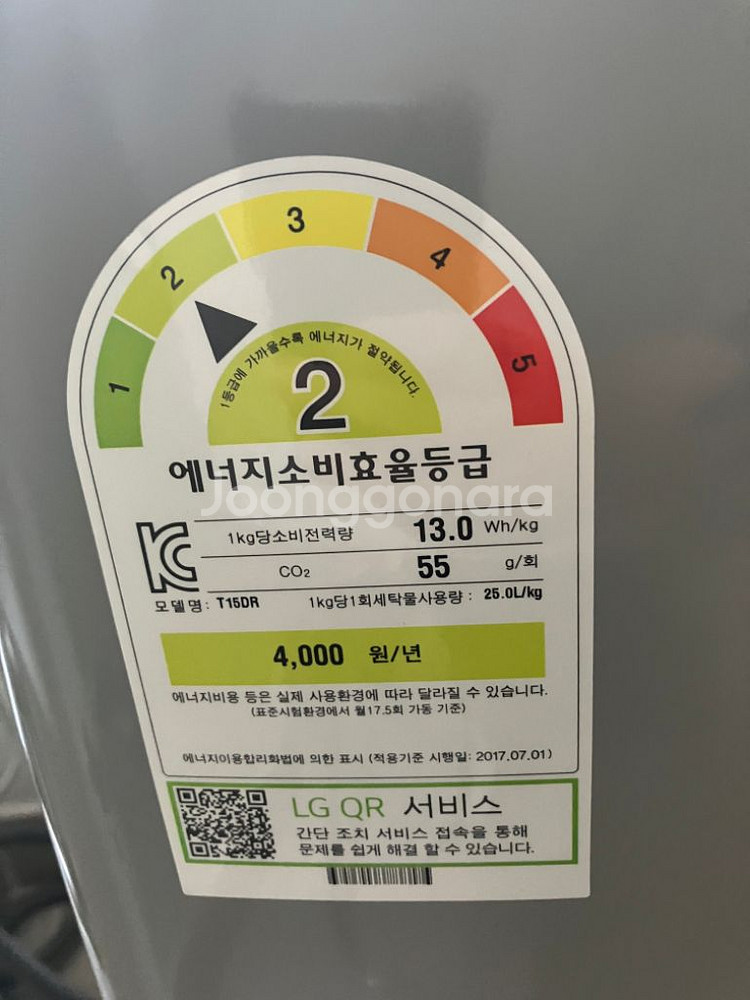 1
2
3
4
5
1등급에 가까울수록 에너지가 절약됩니다.
2
에너지소비효율등급
Joonggonara
1kg당소비전력량 13.0 Wh/kg
CO₂ 55 g/회
모델명: T15DR 1kg당1회세탁물사용량 : 25.0L/kg
4,000 원/년
에너지비용 등은 실제 사용환경에 따라 달라질 수 있습니다.
(표준시험환경에서 월17.5회 가동 기준)
에너지이용합리화법에 의한 표시 (적용기준 시행일: 2017.07.01)
LG QR 서비스
간단 조치 서비스 접속을 통해
문제를 쉽게 해결 할 수 있습니다.